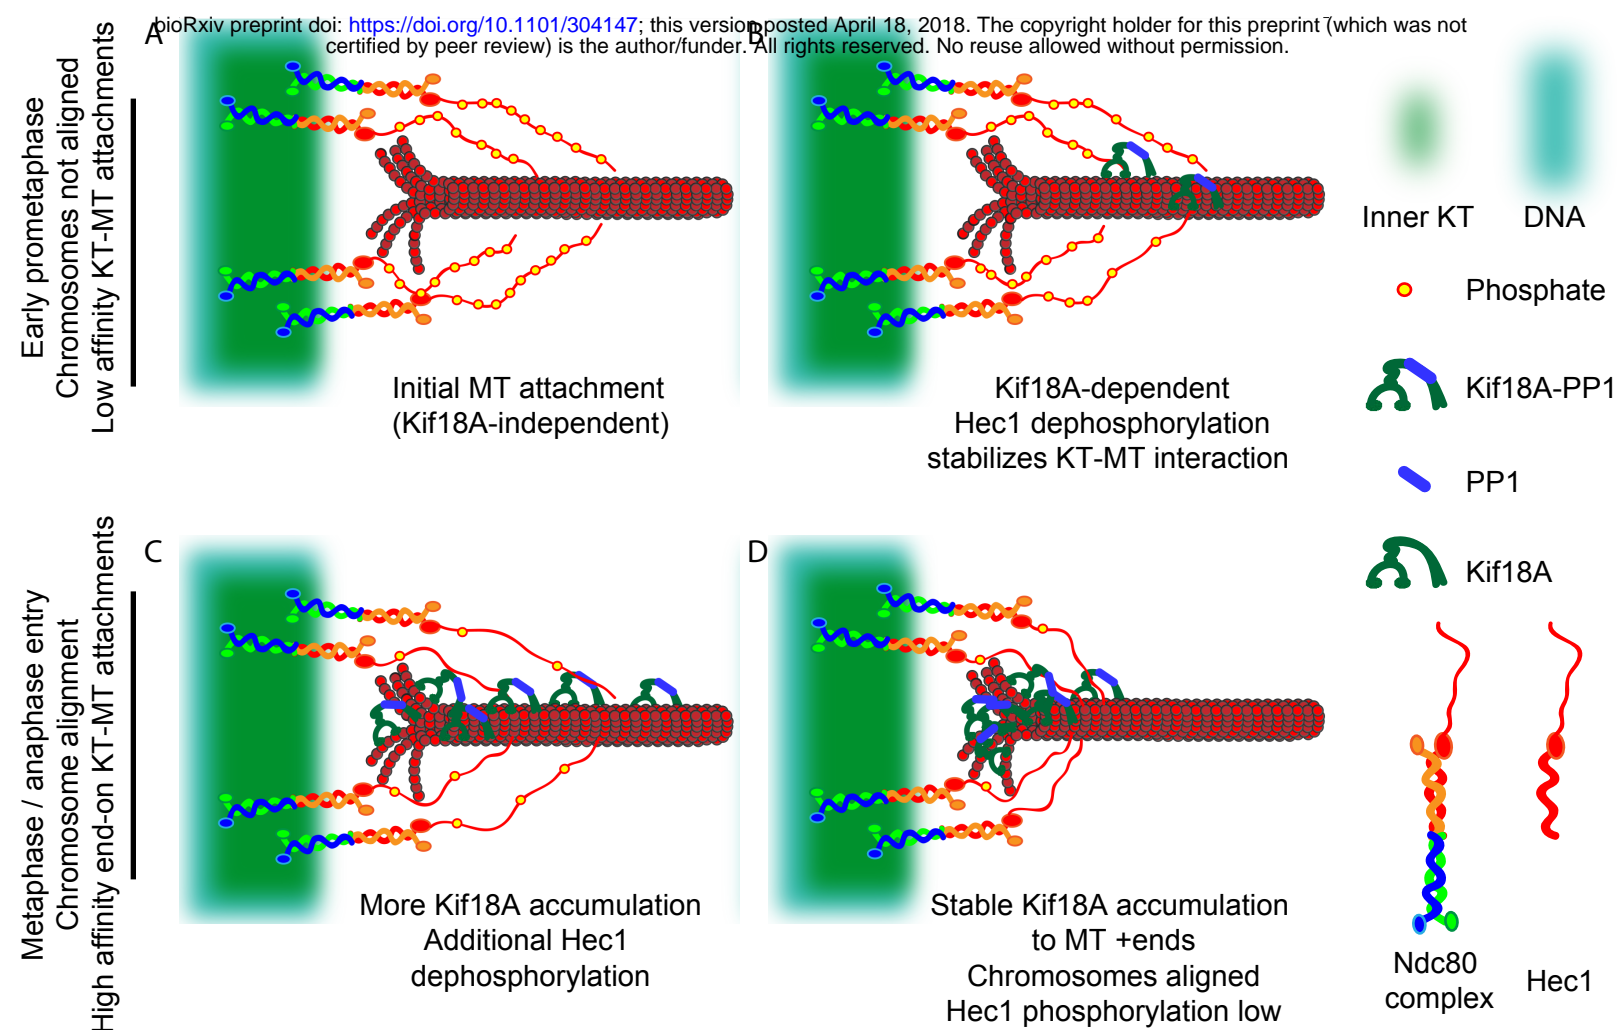 bioRxiv preprint doi: https://doi.org/10.1101/304147; this version posted April 18, 2018. The copyright holder for this preprint (which was not
certified by peer review) is the author/funder. All rights reserved. No reuse allowed without permission.
Early prometaphase
Chromosomes not aligned
Low affinity KT-MT attachments
A
Initial MT attachment
(Kif18A-independent)
B
Kif18A-dependent
Hec1 dephosphorylation
stabilizes KT-MT interaction
Inner KT
DNA
Phosphate
Kif18A-PP1
PP1
Kif18A
Ndc80
complex
Hec1
Metaphase / anaphase entry
Chromosome alignment
High affinity end-on KT-MT attachments
C
More Kif18A accumulation
Additional Hec1
dephosphorylation
D
Stable Kif18A accumulation
to MT +ends
Chromosomes aligned
Hec1 phosphorylation low